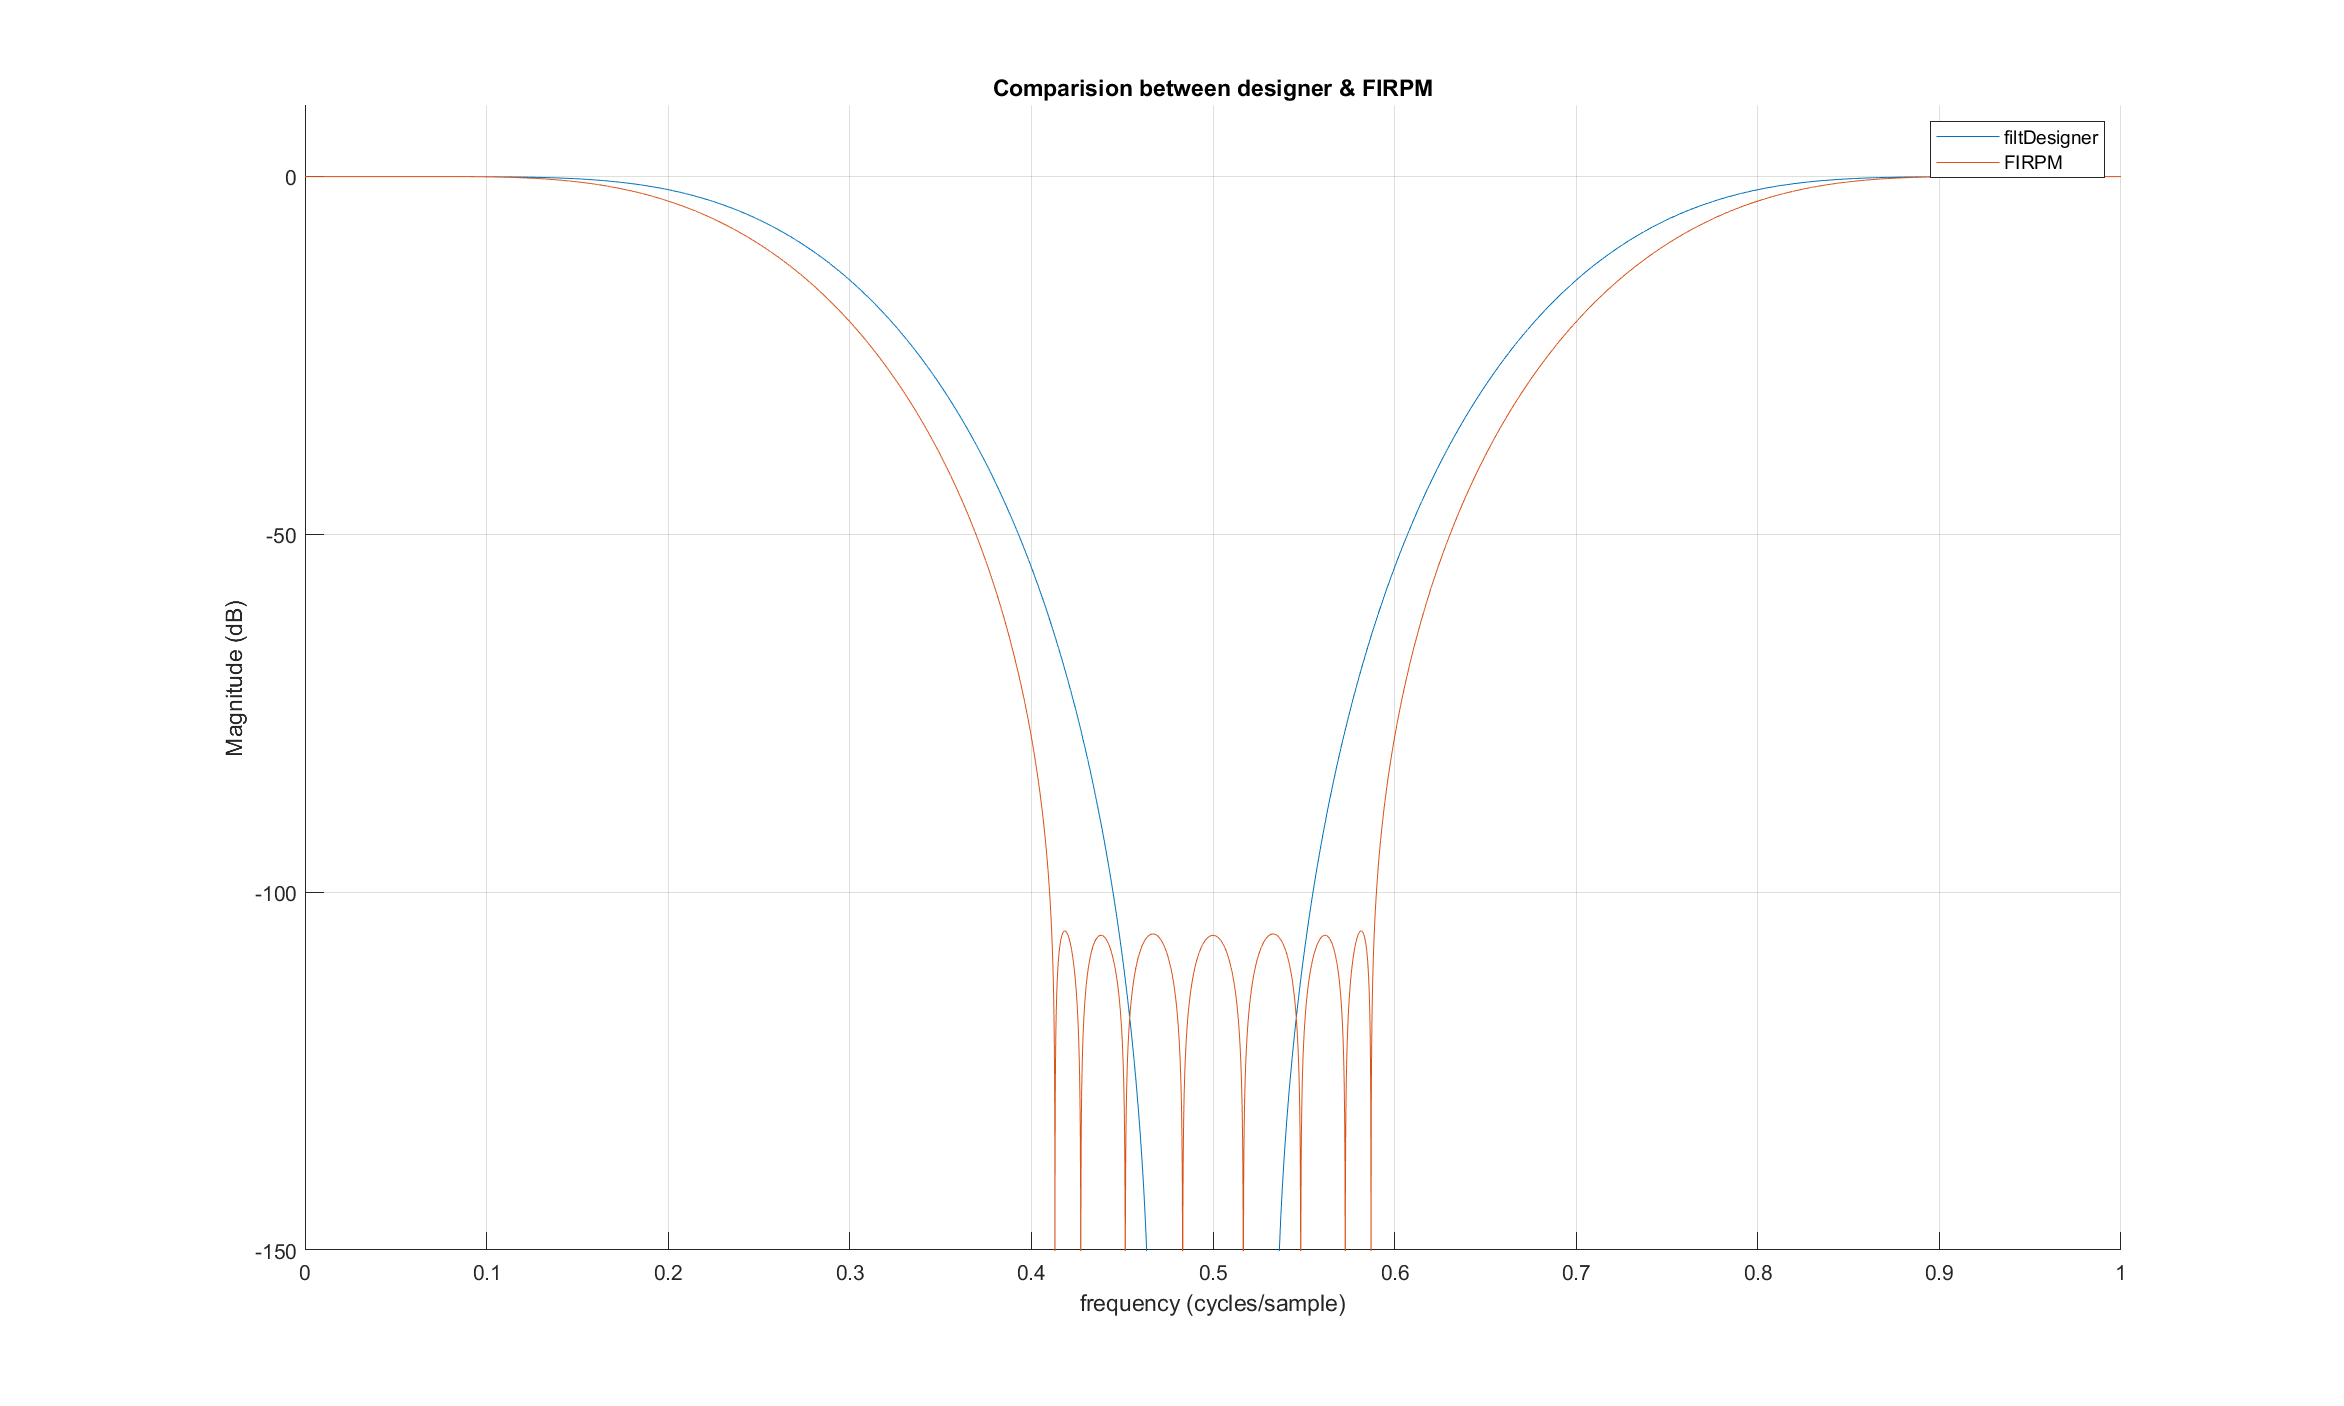 Comparision between designer & FIRPM
filtDesigner
FIRPM
0
-50
-100
-150
Magnitude (dB)
0 0.1 0.2 0.3 0.4 0.5 0.6 0.7 0.8 0.9 1
frequency (cycles/sample)